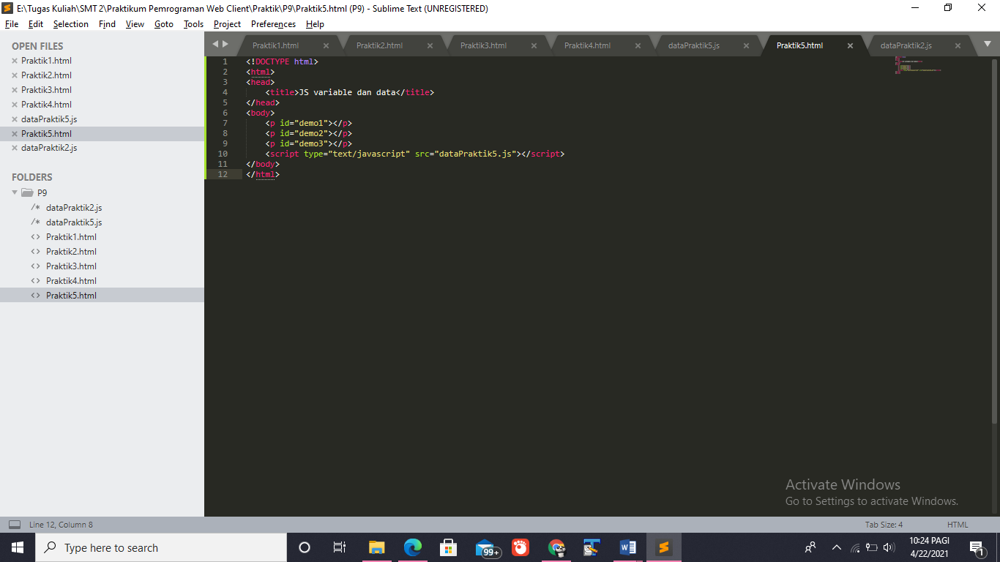 E:\Tugas Kuliah\SMT 2\Praktikum Pemrograman Web Client\Praktik\P9\Praktik5.html (P9) - Sublime Text (UNREGISTERED)
File Edit Selection Find View Goto Tools Project Preferences Help
OPEN FILES
Praktik1.html
Praktik2.html
Praktik3.html
Praktik4.html
dataPraktik5.js
Praktik5.html
dataPraktik2.js
FOLDERS
P9
/* dataPraktik2.js
/* dataPraktik5.js
<> Praktik1.html
<> Praktik2.html
<> Praktik3.html
<> Praktik4.html
<> Praktik5.html
Praktik1.html Praktik2.html Praktik3.html Praktik4.html dataPraktik5.js Praktik5.html dataPraktik2.js
1 <!DOCTYPE html>
2 <html>
3 <head>
4 <title>JS variable dan data</title>
5 </head>
6 <body>
7 <p id="demo1"></p>
8 <p id="demo2"></p>
9 <p id="demo3"></p>
10 <script type="text/javascript" src="dataPraktik5.js"></script>
11 </body>
12 </html>
Activate Windows
Go to Settings to activate Windows.
Line 12, Column 8 Tab Size: 4 HTML
Type here to search
99+
10:24 PAGI
4/22/2021
1